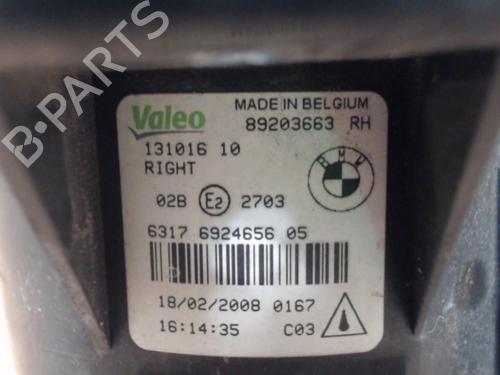 B-PARTS
Valeo
MADE IN BELGIUM
89203663 RH
131016 10
RIGHT
BMW
02B E2 2703
6317 6924656 05
18/02/2008 0167
16:14:35 C03